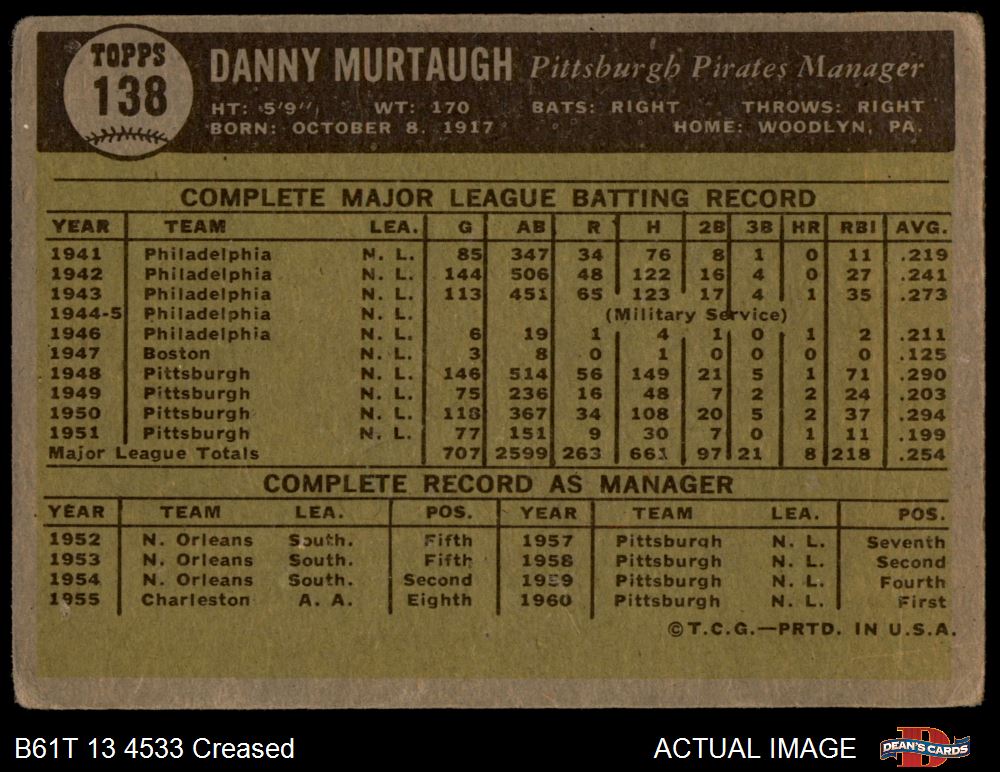 TOPPS
138
DANNY MURTAUGH Pittsburgh Pirates Manager
HT: 5'9" WT: 170 BATS: RIGHT THROWS: RIGHT
BORN: OCTOBER 8, 1917 HOME: WOODLYN, PA.
COMPLETE MAJOR LEAGUE BATTING RECORD
YEAR TEAM LEA. G AB R H 2B 3B HR RBI AVG.
1941 Philadelphia N. L. 85 347 34 76 8 1 0 11 .219
1942 Philadelphia N. L. 144 506 48 122 16 4 0 27 .241
1943 Philadelphia N. L. 113 451 65 123 17 4 1 35 .273
1944-5 Philadelphia N. L. (Military Service)
1946 Philadelphia N. L. 6 19 1 4 1 0 1 2 .211
1947 Boston N. L. 3 8 0 1 0 0 0 0 .125
1948 Pittsburgh N. L. 146 514 56 149 21 5 1 71 .290
1949 Pittsburgh N. L. 75 236 16 48 7 2 2 24 .203
1950 Pittsburgh N. L. 118 367 34 108 20 5 2 37 .294
1951 Pittsburgh N. L. 77 151 9 30 7 0 1 11 .199
Major League Totals 707 2599 263 661 97 21 8 218 .254
COMPLETE RECORD AS MANAGER
YEAR TEAM LEA. POS. YEAR TEAM LEA. POS.
1952 N. Orleans South. Fifth 1957 Pittsburgh N. L. Seventh
1953 N. Orleans South. Fifth 1958 Pittsburgh N. L. Second
1954 N. Orleans South. Second 1959 Pittsburgh N. L. Fourth
1955 Charleston A. A. Eighth 1960 Pittsburgh N. L. First
©T.C.G.—PRTD. IN U.S.A.
B61T 13 4533 Creased ACTUAL IMAGE DEAN'S CARDS